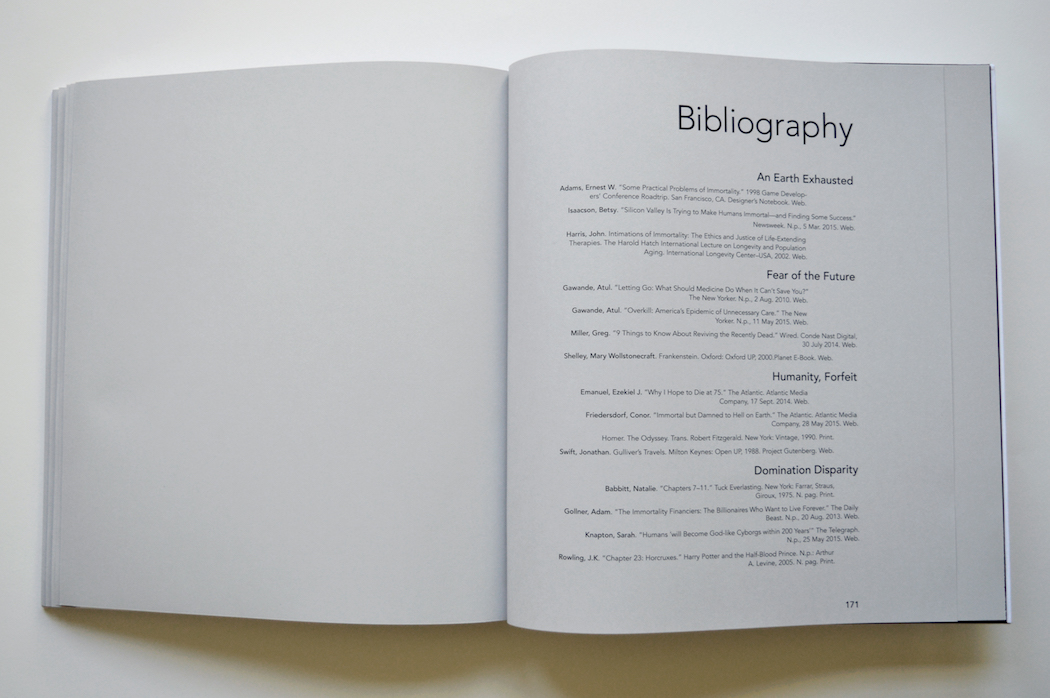 Bibliography
An Earth Exhausted
Adams, Ernest W. "Some Practical Problems of Immortality." 1998 Game Develop-
ers' Conference Roadtrip. San Francisco, CA. Designer's Notebook. Web.
Isaacson, Betsy. "Silicon Valley Is Trying to Make Humans Immortal—and Finding Some Success."
Newsweek. N.p., 5 Mar. 2015. Web.
Harris, John. Intimations of Immortality: The Ethics and Justice of Life-Extending
Therapies. The Harold Hatch International Lecture on Longevity and Population
Aging. International Longevity Center–USA, 2002. Web.
Fear of the Future
Gawande, Atul. "Letting Go: What Should Medicine Do When It Can't Save You?"
The New Yorker. N.p., 2 Aug. 2010. Web.
Gawande, Atul. "Overkill: America's Epidemic of Unnecessary Care." The New
Yorker. N.p., 11 May 2015. Web.
Miller, Greg. "9 Things to Know About Reviving the Recently Dead." Wired. Conde Nast Digital,
30 July 2014. Web.
Shelley, Mary Wollstonecraft. Frankenstein. Oxford: Oxford UP, 2000.Planet E-Book. Web.
Humanity, Forfeit
Emanuel, Ezekiel J. "Why I Hope to Die at 75." The Atlantic. Atlantic Media
Company, 17 Sept. 2014. Web.
Friedersdorf, Conor. "Immortal but Damned to Hell on Earth." The Atlantic. Atlantic Media
Company, 28 May 2015. Web.
Homer. The Odyssey. Trans. Robert Fitzgerald. New York: Vintage, 1990. Print.
Swift, Jonathan. Gulliver's Travels. Milton Keynes: Open UP, 1988. Project Gutenberg. Web.
Domination Disparity
Babbitt, Natalie. "Chapters 7–11." Tuck Everlasting. New York: Farrar, Straus,
Giroux, 1975. N. pag. Print.
Gollner, Adam. "The Immortality Financiers: The Billionaires Who Want to Live Forever." The Daily
Beast. N.p., 20 Aug. 2013. Web.
Knapton, Sarah. "Humans 'will Become God-like Cyborgs within 200 Years'" The Telegraph.
N.p., 25 May 2015. Web.
Rowling, J.K. "Chapter 23: Horcruxes." Harry Potter and the Half-Blood Prince. N.p.: Arthur
A. Levine, 2005. N. pag. Print.
171